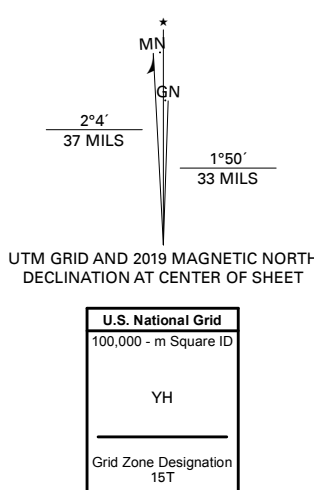 ★
MN
GN
2°4´
37 MILS
1°50´
33 MILS
UTM GRID AND 2019 MAGNETIC NORTH
DECLINATION AT CENTER OF SHEET
U.S. National Grid
100,000 - m Square ID
YH
Grid Zone Designation
15T